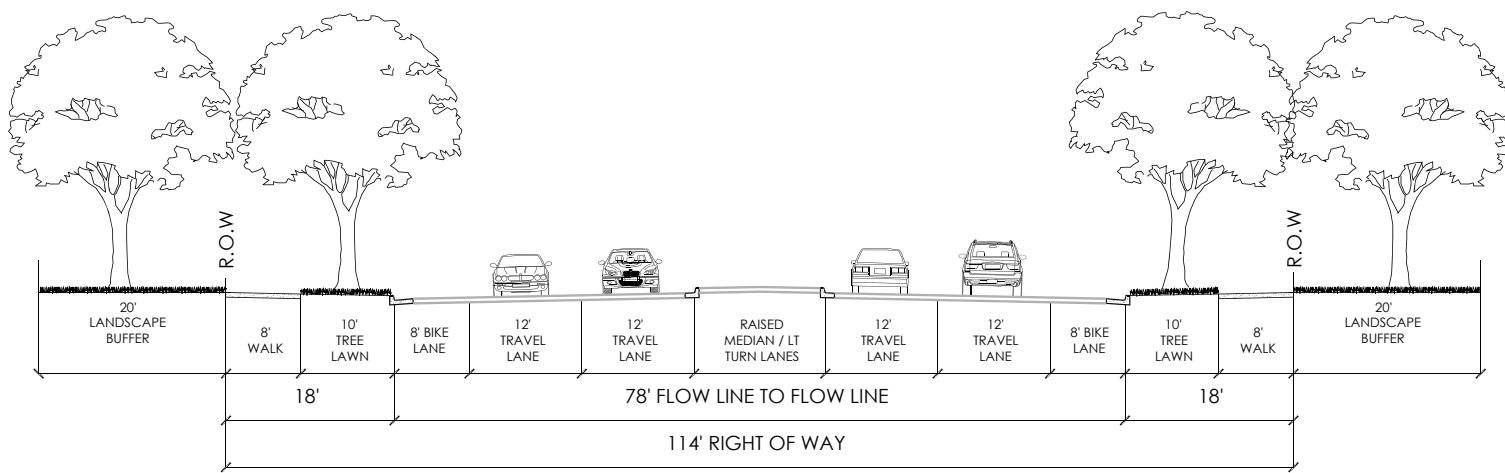 R.O.W
R.O.W
20'
LANDSCAPE
BUFFER
8'
WALK
10'
TREE
LAWN
8' BIKE
LANE
12'
TRAVEL
LANE
12'
TRAVEL
LANE
RAISED
MEDIAN / LT
TURN LANES
12'
TRAVEL
LANE
12'
TRAVEL
LANE
8' BIKE
LANE
10'
TREE
LAWN
8'
WALK
20'
LANDSCAPE
BUFFER
18'
78' FLOW LINE TO FLOW LINE
18'
114' RIGHT OF WAY